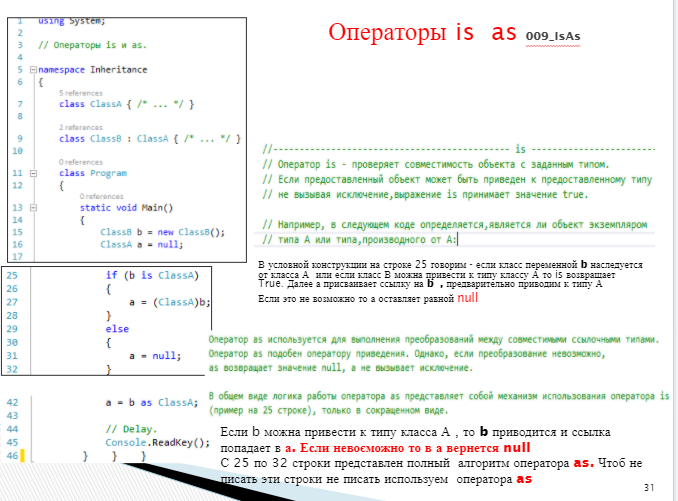 Операторы is as 009_IsAs
1 using System;
2
3 // Операторы is и as.
4
5 namespace Inheritance
6 {
5 references
7 class ClassA { /* ... */ }
8
2 references
9 class ClassB : ClassA { /* ... */ }
10
0 references
11 class Program
12 {
0 references
13 static void Main()
14 {
15 ClassB b = new ClassB();
16 ClassA a = null;
17
//-------------------------------------------- is -----------------------
// Оператор is - проверяет совместимость объекта с заданным типом.
// Если предоставленный объект может быть приведен к предоставленному типу
// не вызывая исключение,выражение is принимает значение true.
// Например, в следующем коде определяется,является ли объект экземпляром
// типа A или типа,производного от A:
В условной конструкции на строке 25 говорим - если класс переменной b наследуется
от класса А или если класс В можна привести к типу классу А то is возвращает
True. Далее а присваивает ссылку на b , предварительно приводим к типу А
Если это не возможно то а оставляет равной null
25 if (b is ClassA)
26 {
27 a = (ClassA)b;
28 }
29 else
30 {
31 a = null;
32 }
Оператор as используется для выполнения преобразований между совместимыми ссылочными типами.
Оператор as подобен оператору приведения. Однако, если преобразование невозможно,
as возвращает значение null, а не вызывает исключение.
В общем виде логика работы оператора as представляет собой механизм использования оператора is
(пример на 25 строке), только в сокращенном виде.
42 a = b as ClassA;
43
44 // Delay.
45 Console.ReadKey();
46 } } }
Если b можна привести к типу класса А , то b приводится и ссылка
попадает в а. Если невозможно то в а вернется null
С 25 по 32 строки представлен полный алгоритм оператора as. Чтоб не
писать эти строки не писать используем оператора as
31